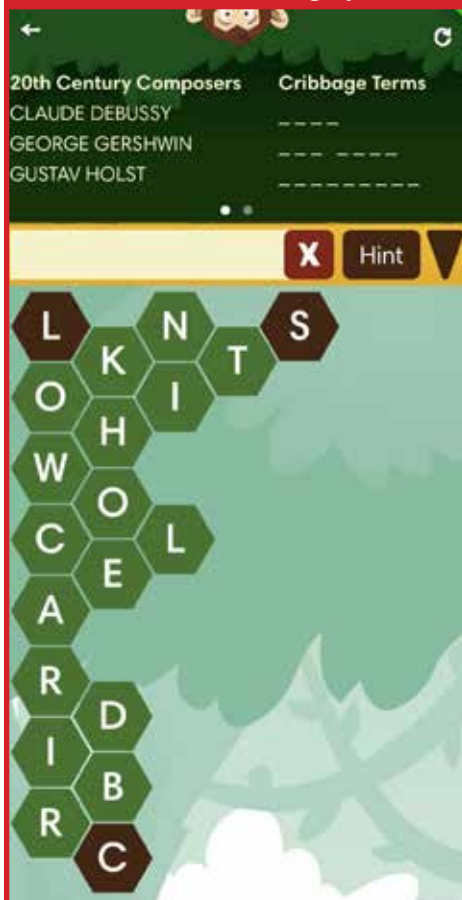 20th Century Composers
CLAUDE DEBUSSY
GEORGE GERSHWIN
GUSTAV HOLST
Cribbage Terms
_ _ _ _
_ _ _ _ _ _ _
_ _ _ _ _ _ _ _ _
X
Hint
L
N
S
K
T
O
I
H
W
O
C
L
E
A
R
D
I
B
R
C